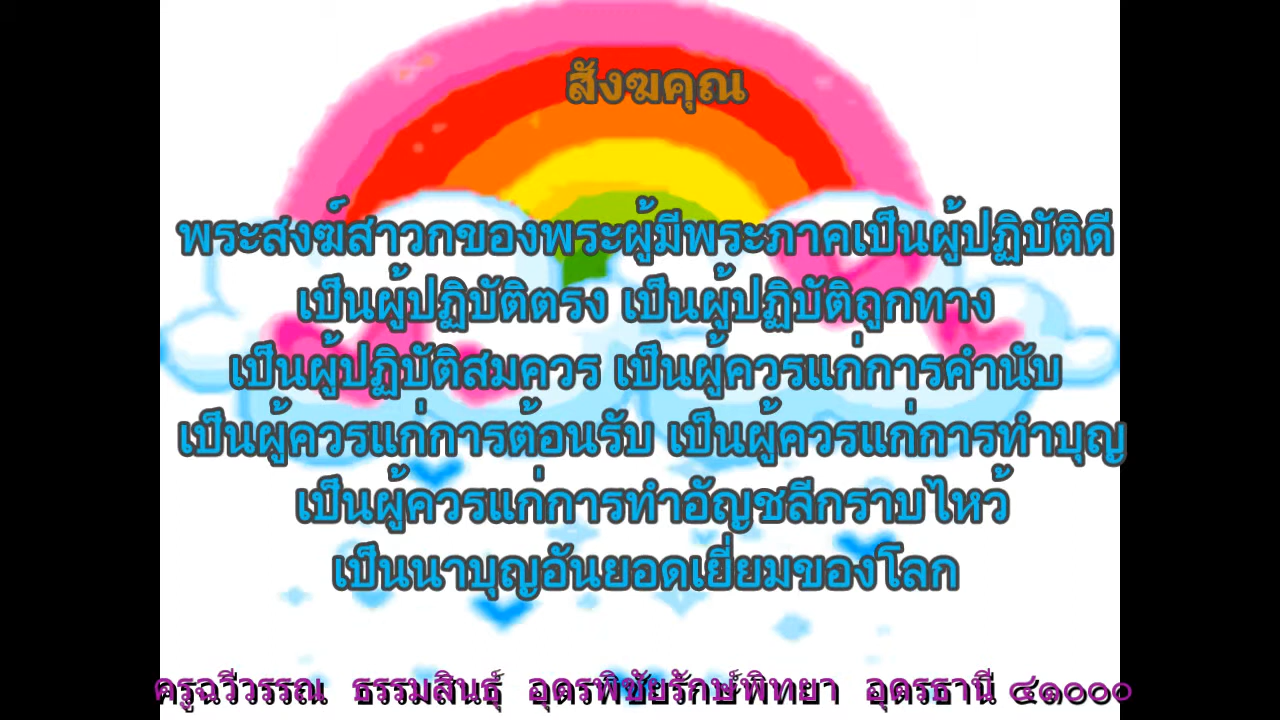 สังฆคุณ
พระสงฆ์สาวกของพระผู้มีพระภาคเป็นผู้ปฏิบัติดี
เป็นผู้ปฏิบัติตรง เป็นผู้ปฏิบัติถูกทาง
เป็นผู้ปฏิบัติสมควร เป็นผู้ควรแก่การคำนับ
เป็นผู้ควรแก่การต้อนรับ เป็นผู้ควรแก่การทำบุญ
เป็นผู้ควรแก่การทำอัญชลีกราบไหว้
เป็นนาบุญอันยอดเยี่ยมของโลก
ครูฉวีวรรณ ธรรมสินธุ์ อุดรพิชัยรักษ์พิทยา อุดรธานี ๔๑๐๐๐